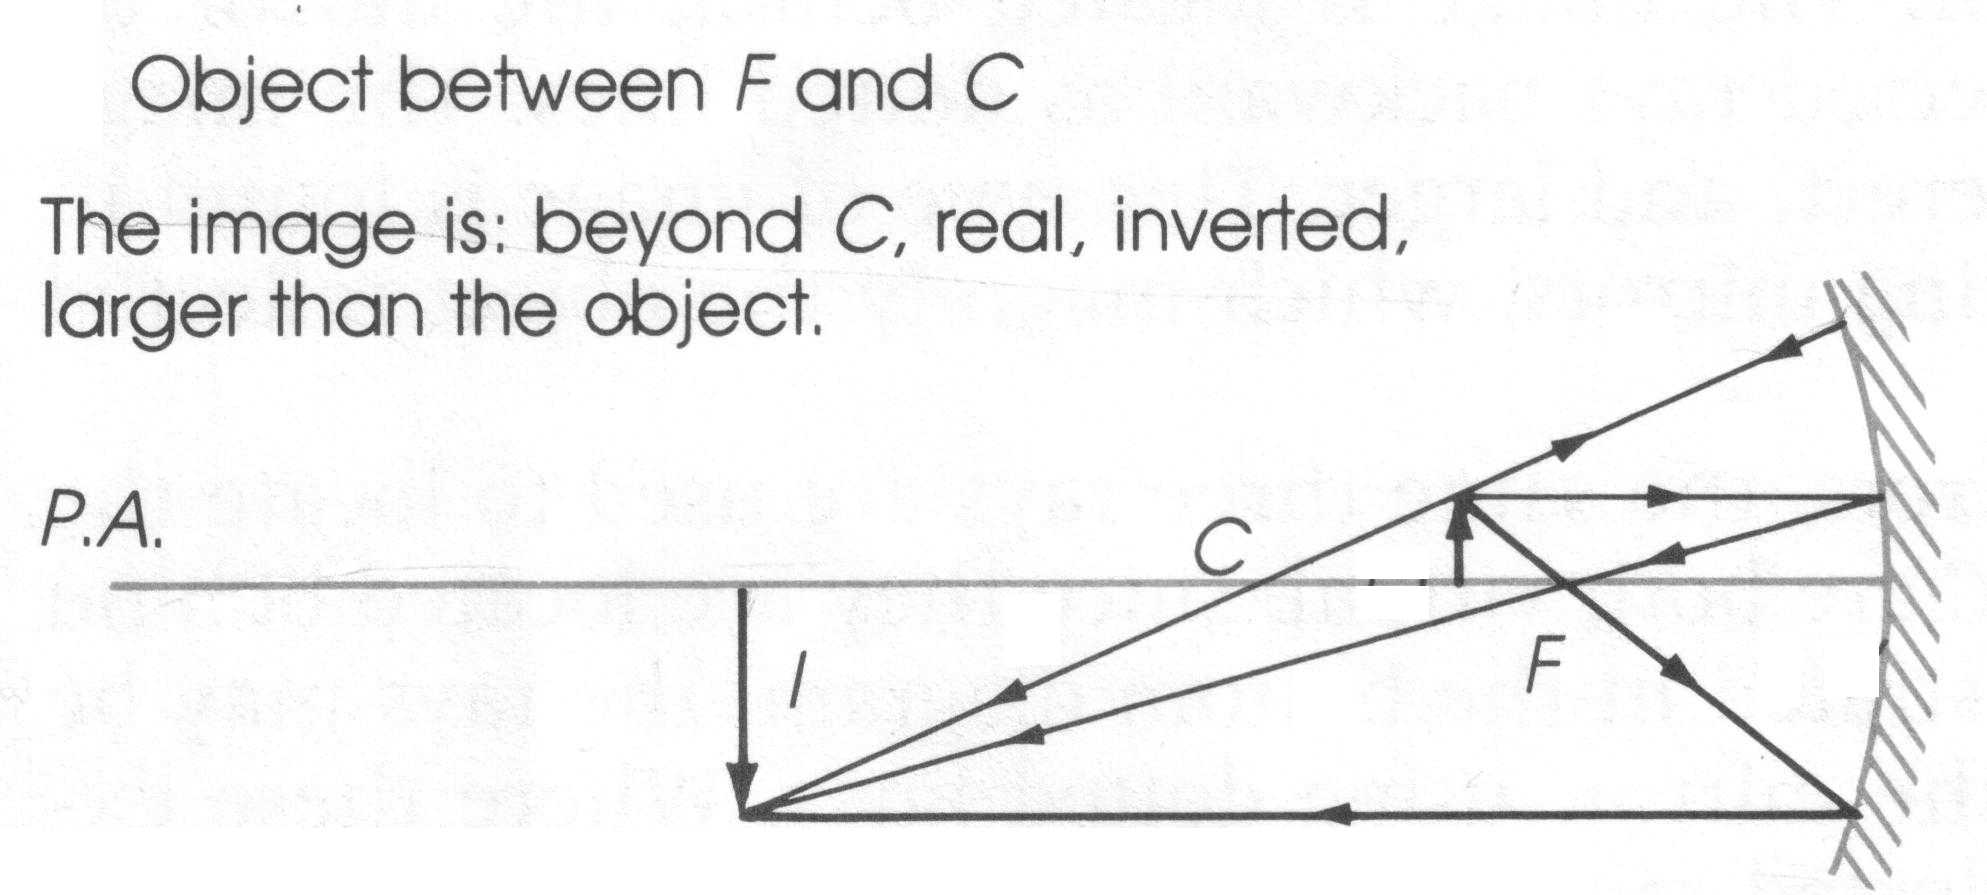 Object between F and C
The image is: beyond C, real, inverted,
larger than the object.
P.A.
C
I
F